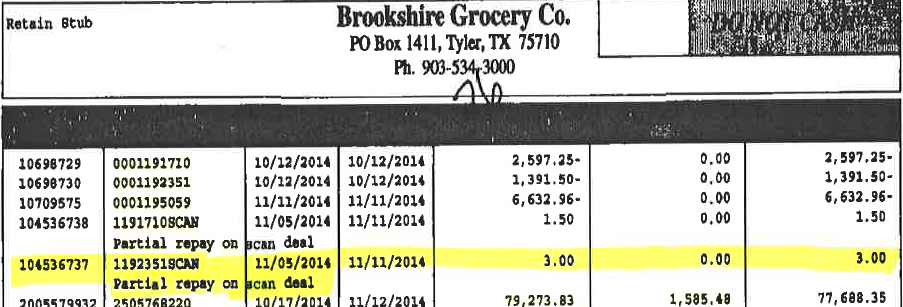 Retain Stub
Brookshire Grocery Co.
PO Box 1411, Tyler, TX 75710
Ph. 903-534-3000
DO NOT CASH
10698729 0001191710 10/12/2014 10/12/2014 2,597.25- 0.00 2,597.25-
10698730 0001192351 10/12/2014 10/12/2014 1,391.50- 0.00 1,391.50-
10709575 0001195059 11/11/2014 11/11/2014 6,632.96- 0.00 6,632.96-
104536738 1191710SCAN 11/05/2014 11/11/2014 1.50 0.00 1.50
Partial repay on scan deal
104536737 1192351SCAN 11/05/2014 11/11/2014 3.00 0.00 3.00
Partial repay on scan deal
2005579932 2505768220 10/17/2014 11/12/2014 79,273.83 1,585.48 77,688.35